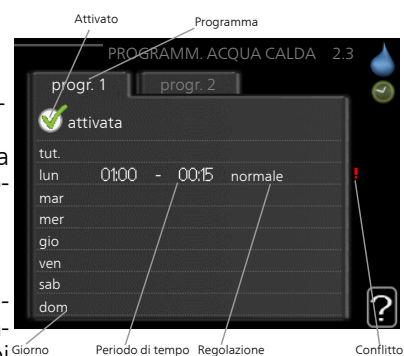 Attivato
Programma
PROGRAMM. ACQUA CALDA 2.3
progr. 1
progr. 2
attivata
tut.
lun 01:00 - 00:15 normale !
mar
mer
gio
ven
sab
dom
?
Giorno
Periodo di tempo
Regolazione
Conflitto